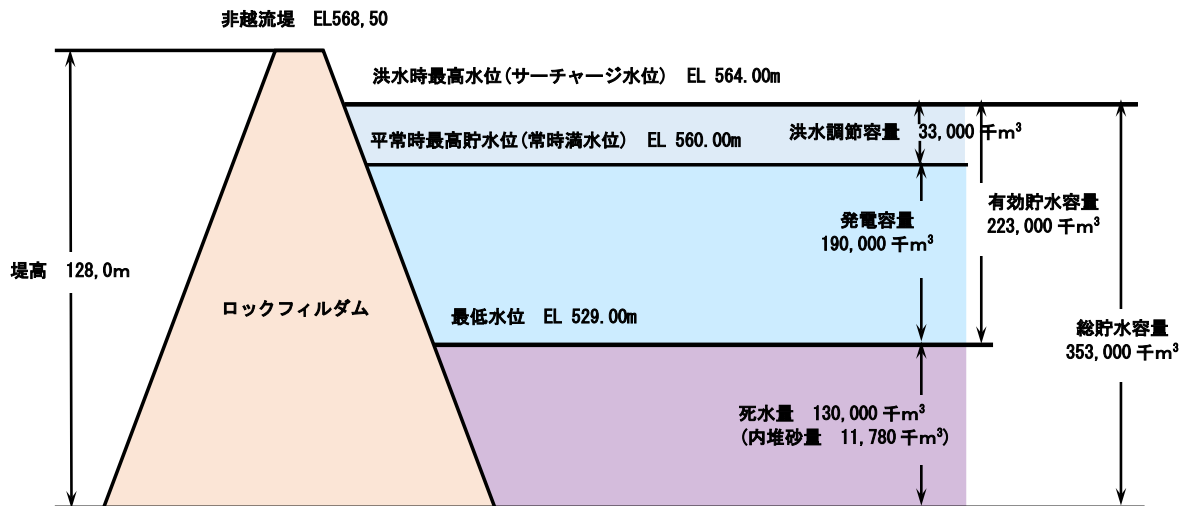 非越流堤　EL568,50
洪水時最高水位(サーチャージ水位)　EL 564.00m
平常時最高貯水位(常時満水位)　EL 560.00m
洪水調節容量　33,000 千m³
有効貯水容量
223,000 千m³
発電容量
190,000 千m³
堤高　128,0m
ロックフィルダム
最低水位　EL 529.00m
総貯水容量
353,000 千m³
死水量　130,000 千m³
(内堆砂量　11,780 千m³)